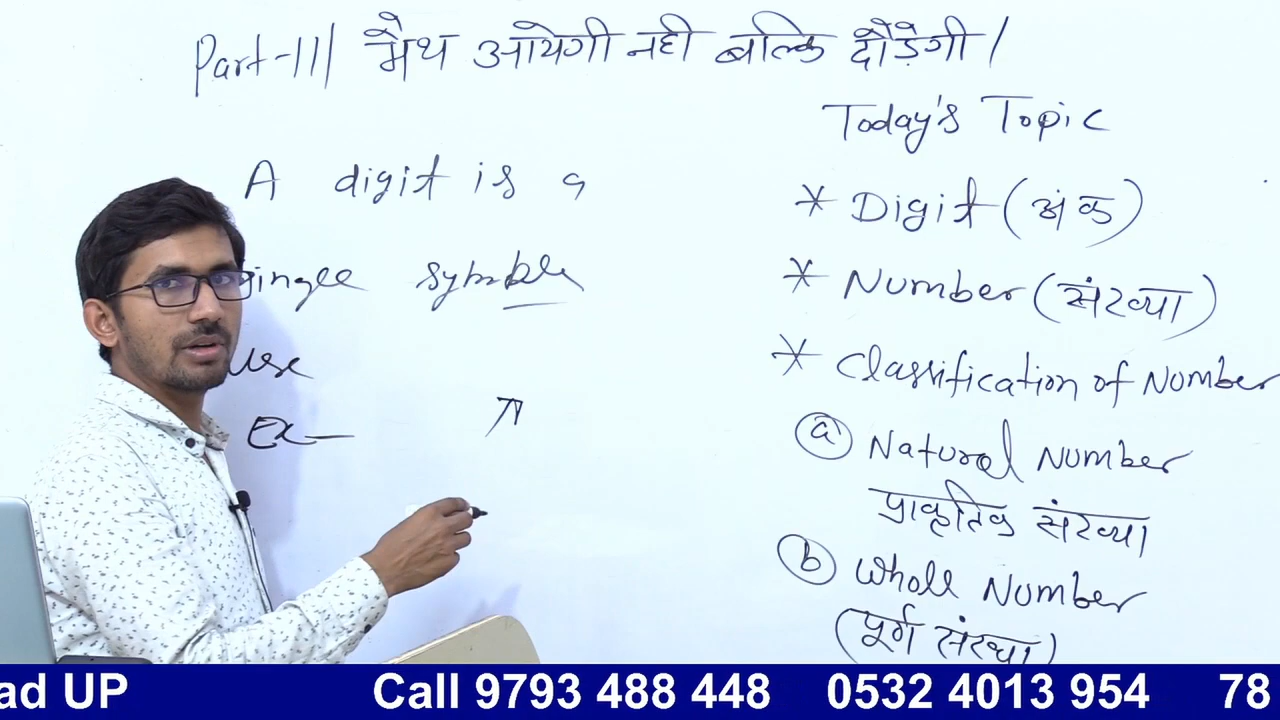 Part-III मैथ आयेगी नही बल्कि दौड़ेगी /
Today's Topic
A digit is a
single symble
use
Ex—
* Digit (अंक)
* Number (संख्या)
* Classification of Number
(a) Natural Number
प्राकृतिक संख्या
(b) Whole Number
(पूर्ण संख्या)
ad UP Call 9793 488 448 0532 4013 954 78